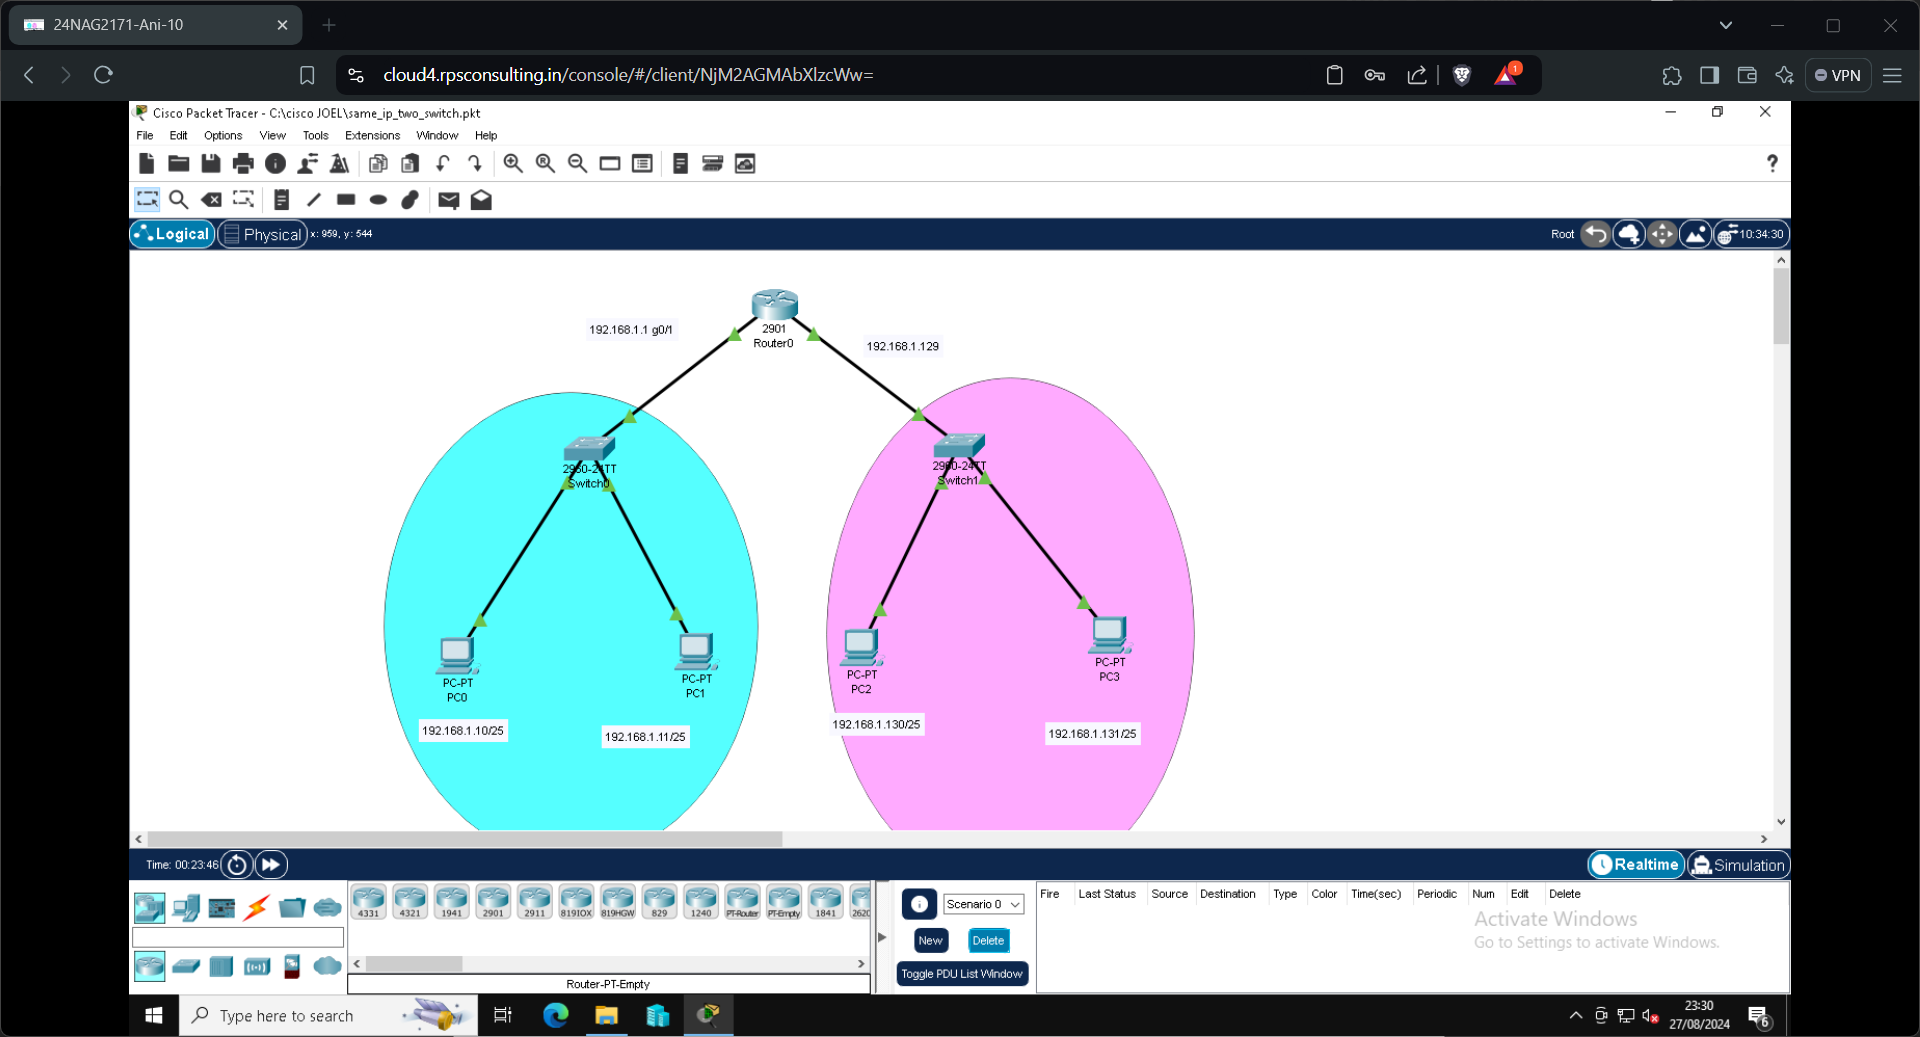 24NAG2171-Ani-10
cloud4.rpsconsulting.in/console/#/client/NjM2AGMAbXlzcWw=
1
VPN
Cisco Packet Tracer - C:\cisco JOEL\same_ip_two_switch.pkt
File Edit Options View Tools Extensions Window Help
?
Logical Physical x: 959, y: 544
Root 10:34:30
2901
Router0
192.168.1.1 g0/1
192.168.1.129
2960-24TT
Switch0
2960-24TT
Switch1
PC-PT
PC0
PC-PT
PC1
PC-PT
PC2
PC-PT
PC3
192.168.1.10/25
192.168.1.11/25
192.168.1.130/25
192.168.1.131/25
Time: 00:23:46
Realtime Simulation
4331 4321 1941 2901 2911 819IOX 819HGW 829 1240 PT-Router PT-Empty 1841 2620
Router-PT-Empty
Scenario 0
New Delete
Toggle PDU List Window
Fire Last Status Source Destination Type Color Time(sec) Periodic Num Edit Delete
Activate Windows
Go to Settings to activate Windows.
Type here to search
23:30
27/08/2024
6